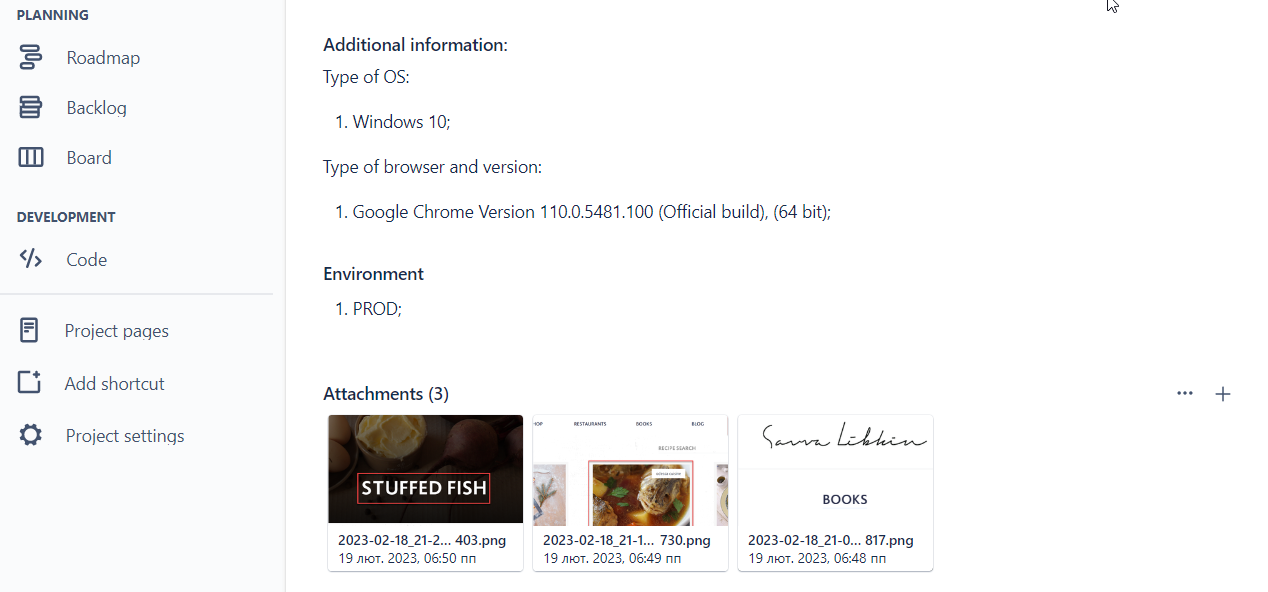 PLANNING
Roadmap
Backlog
Board
DEVELOPMENT
Code
Project pages
Add shortcut
Project settings
Additional information:
Type of OS:
1. Windows 10;
Type of browser and version:
1. Google Chrome Version 110.0.5481.100 (Official build), (64 bit);
Environment
1. PROD;
Attachments (3)
STUFFED FISH
2023-02-18_21-2... 403.png
19 лют. 2023, 06:50 пп
HOP RESTAURANTS BOOKS BLOG
RECIPE SEARCH
2023-02-18_21-1... 730.png
19 лют. 2023, 06:49 пп
Savva Libkin
BOOKS
2023-02-18_21-0... 817.png
19 лют. 2023, 06:48 пп